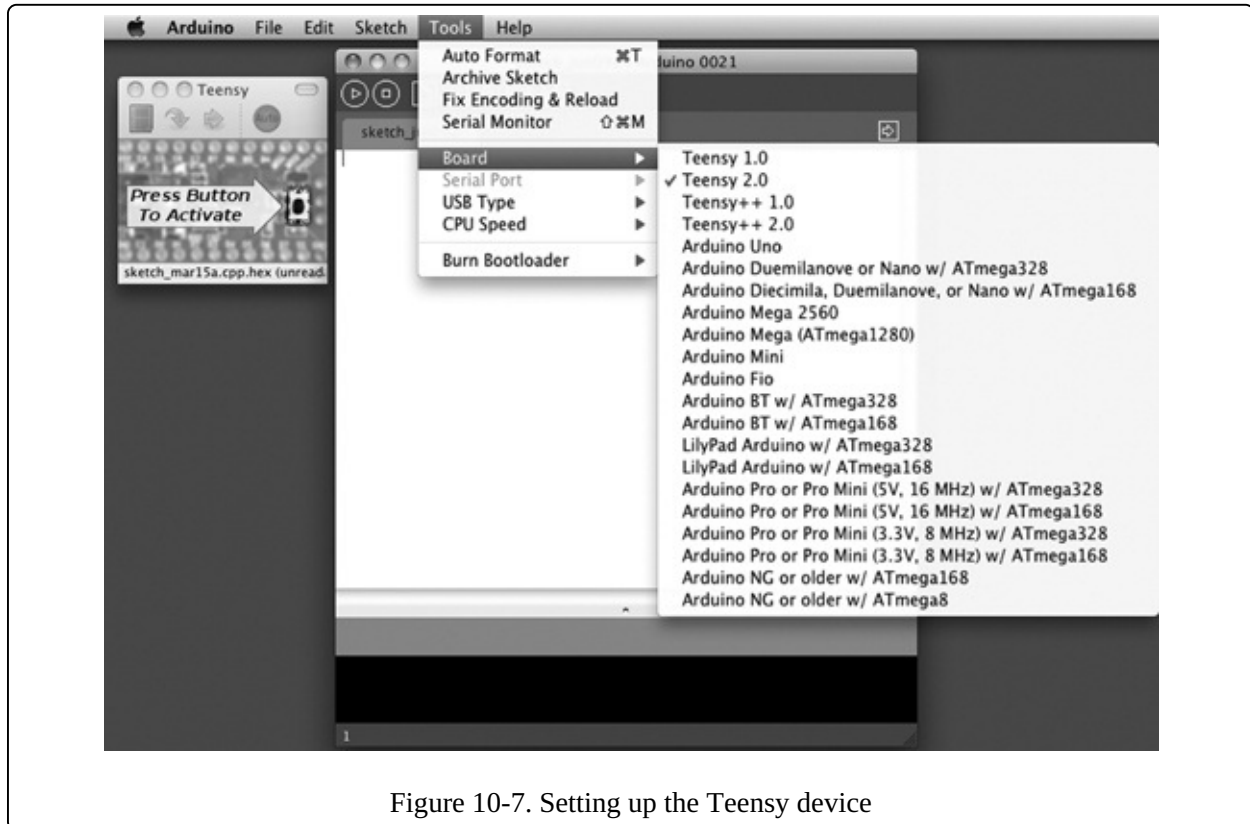 Arduino File Edit Sketch Tools Help
Teensy
Auto
Press Button
To Activate
sketch_mar15a.cpp.hex (unread
Auto Format ⌘T
Archive Sketch
Fix Encoding & Reload
Serial Monitor ⇧⌘M
Board
Serial Port
USB Type
CPU Speed
Burn Bootloader
0021
Teensy 1.0
✓ Teensy 2.0
Teensy++ 1.0
Teensy++ 2.0
Arduino Uno
Arduino Duemilanove or Nano w/ ATmega328
Arduino Diecimila, Duemilanove, or Nano w/ ATmega168
Arduino Mega 2560
Arduino Mega (ATmega1280)
Arduino Mini
Arduino Fio
Arduino BT w/ ATmega328
Arduino BT w/ ATmega168
LilyPad Arduino w/ ATmega328
LilyPad Arduino w/ ATmega168
Arduino Pro or Pro Mini (5V, 16 MHz) w/ ATmega328
Arduino Pro or Pro Mini (5V, 16 MHz) w/ ATmega168
Arduino Pro or Pro Mini (3.3V, 8 MHz) w/ ATmega328
Arduino Pro or Pro Mini (3.3V, 8 MHz) w/ ATmega168
Arduino NG or older w/ ATmega168
Arduino NG or older w/ ATmega8
1
Figure 10-7. Setting up the Teensy device